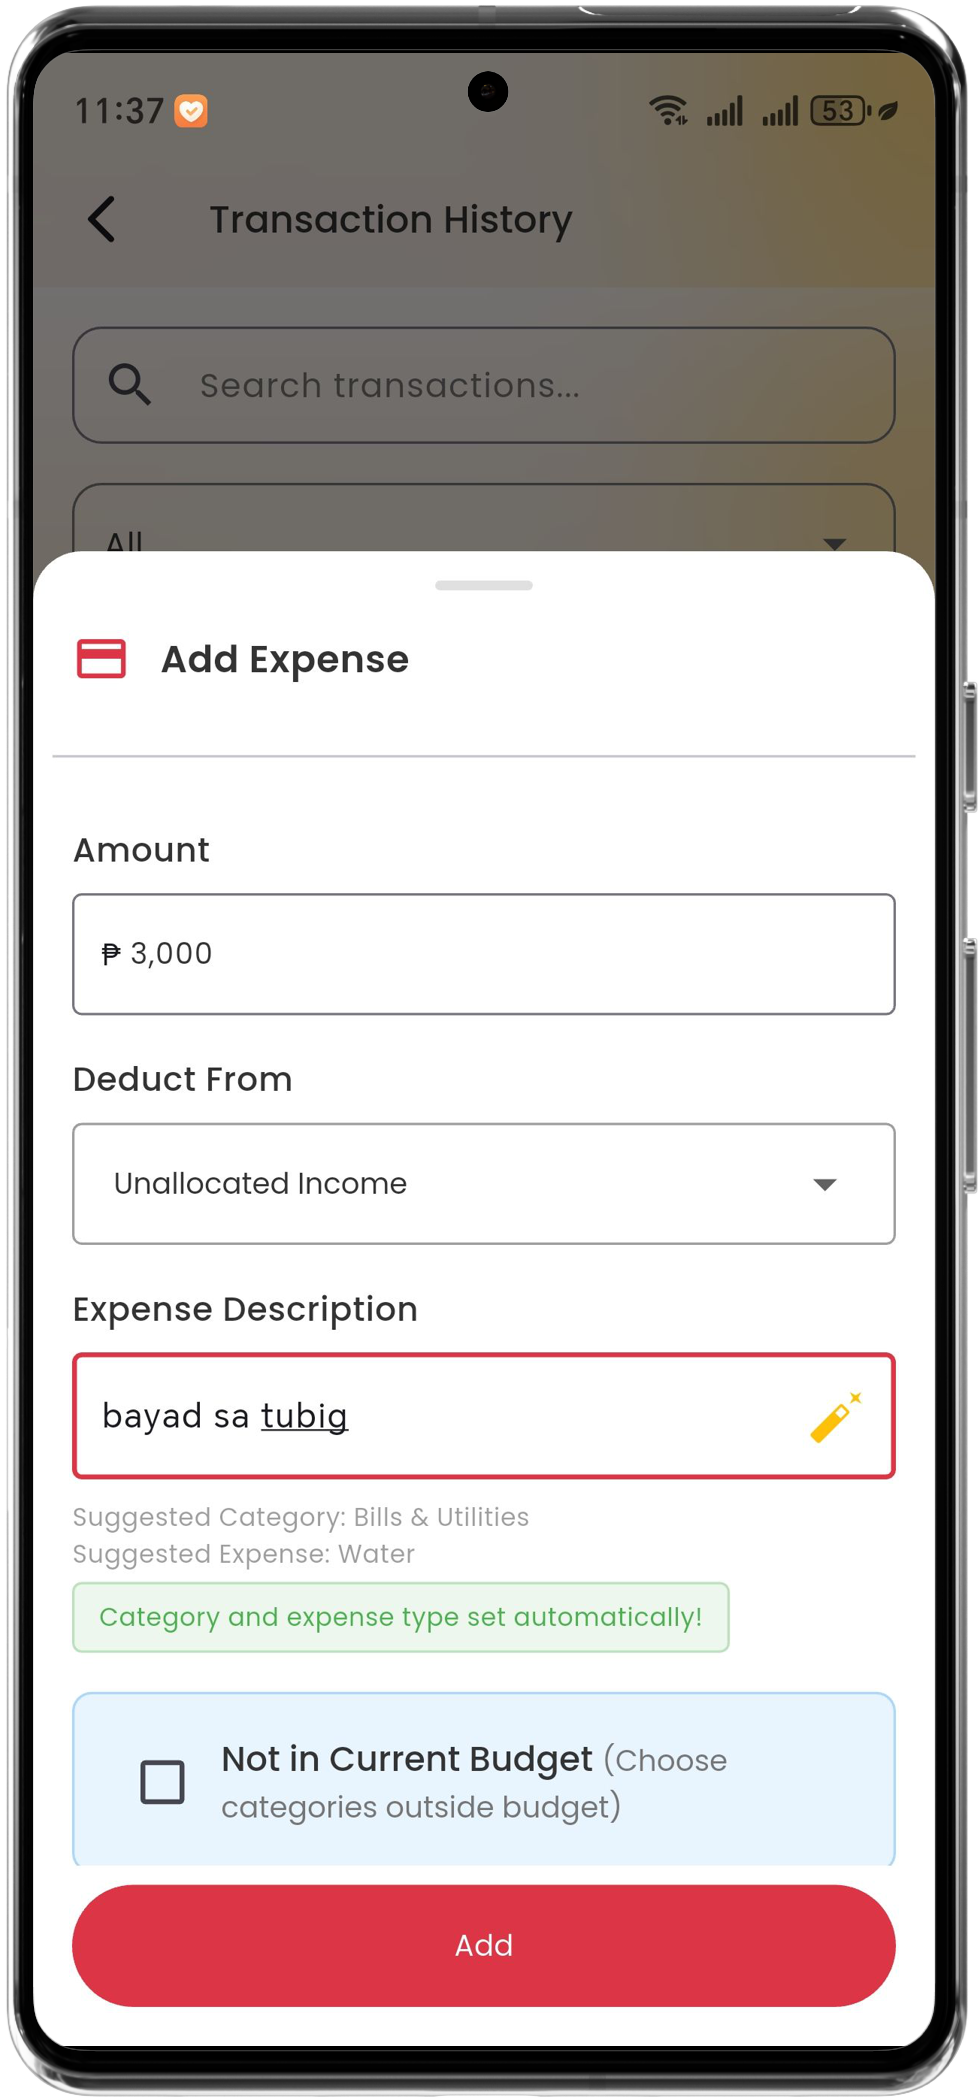 11:37
53
Transaction History
Search transactions...
All
Add Expense
Amount
₱ 3,000
Deduct From
Unallocated Income
Expense Description
bayad sa tubig
Suggested Category: Bills & Utilities
Suggested Expense: Water
Category and expense type set automatically!
Not in Current Budget (Choose
categories outside budget)
Add